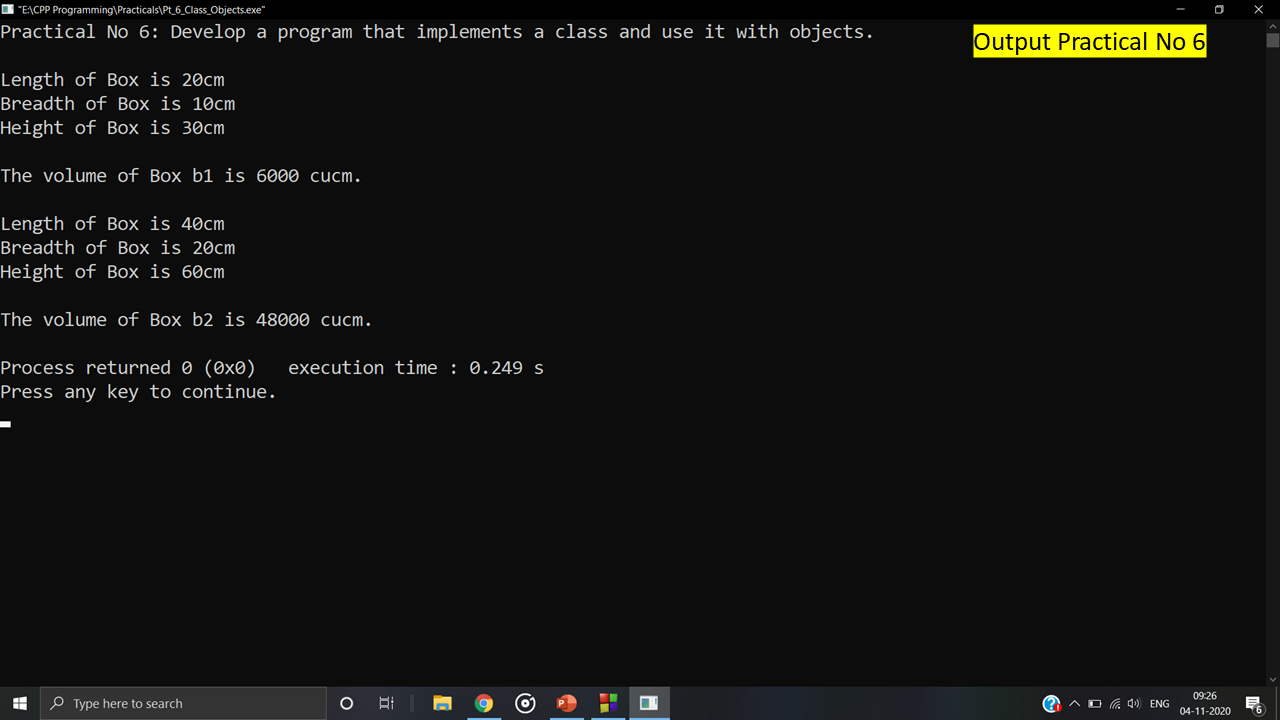 "E:\CPP Programming\Practicals\Pt_6_Class_Objects.exe"
Practical No 6: Develop a program that implements a class and use it with objects.
Output Practical No 6
Length of Box is 20cm
Breadth of Box is 10cm
Height of Box is 30cm
The volume of Box b1 is 6000 cucm.
Length of Box is 40cm
Breadth of Box is 20cm
Height of Box is 60cm
The volume of Box b2 is 48000 cucm.
Process returned 0 (0x0)   execution time : 0.249 s
Press any key to continue.
Type here to search
ENG
09:26
04-11-2020
6